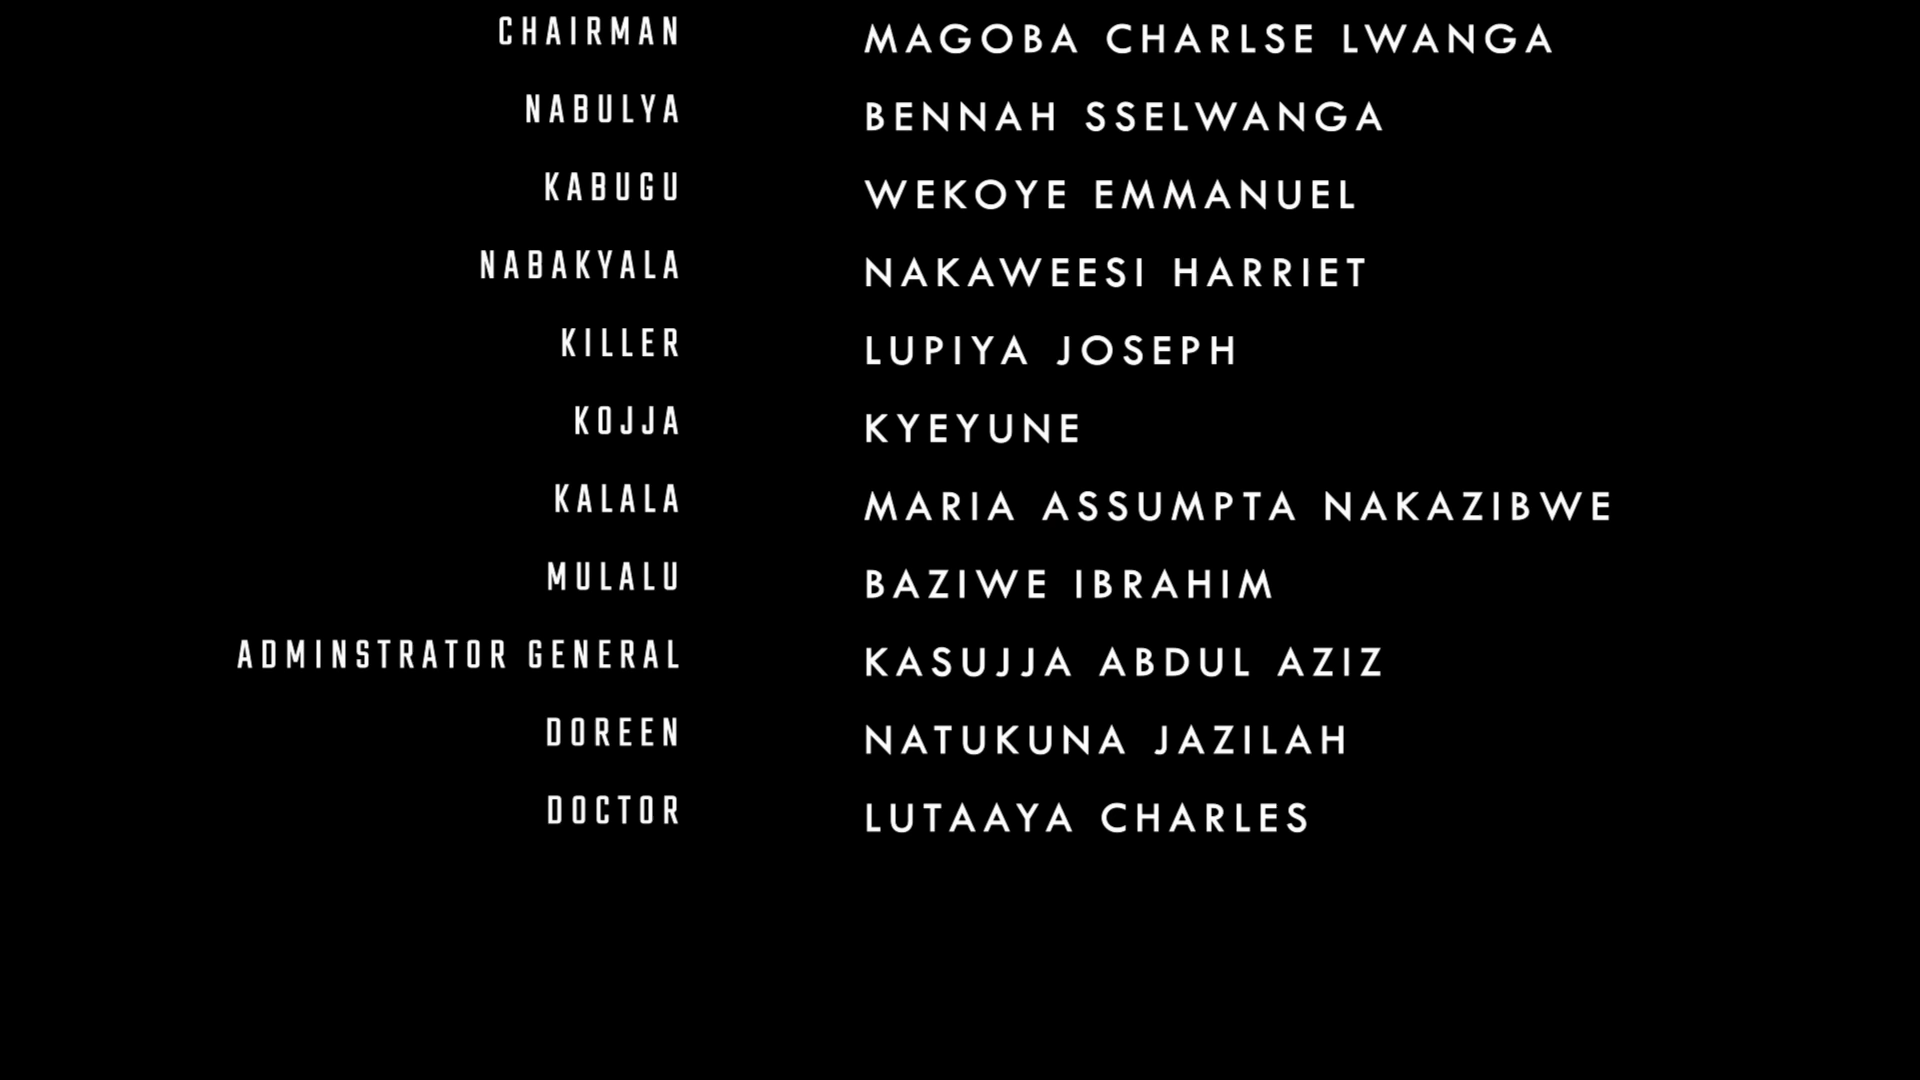 CHAIRMAN MAGOBA CHARLSE LWANGA
NABULYA BENNAH SSELWANGA
KABUGU WEKOYE EMMANUEL
NABAKYALA NAKAWEESI HARRIET
KILLER LUPIYA JOSEPH
KOJJA KYEYUNE
KALALA MARIA ASSUMPTA NAKAZIBWE
MULALU BAZIWE IBRAHIM
ADMINSTRATOR GENERAL KASUJJA ABDUL AZIZ
DOREEN NATUKUNA JAZILAH
DOCTOR LUTAAYA CHARLES